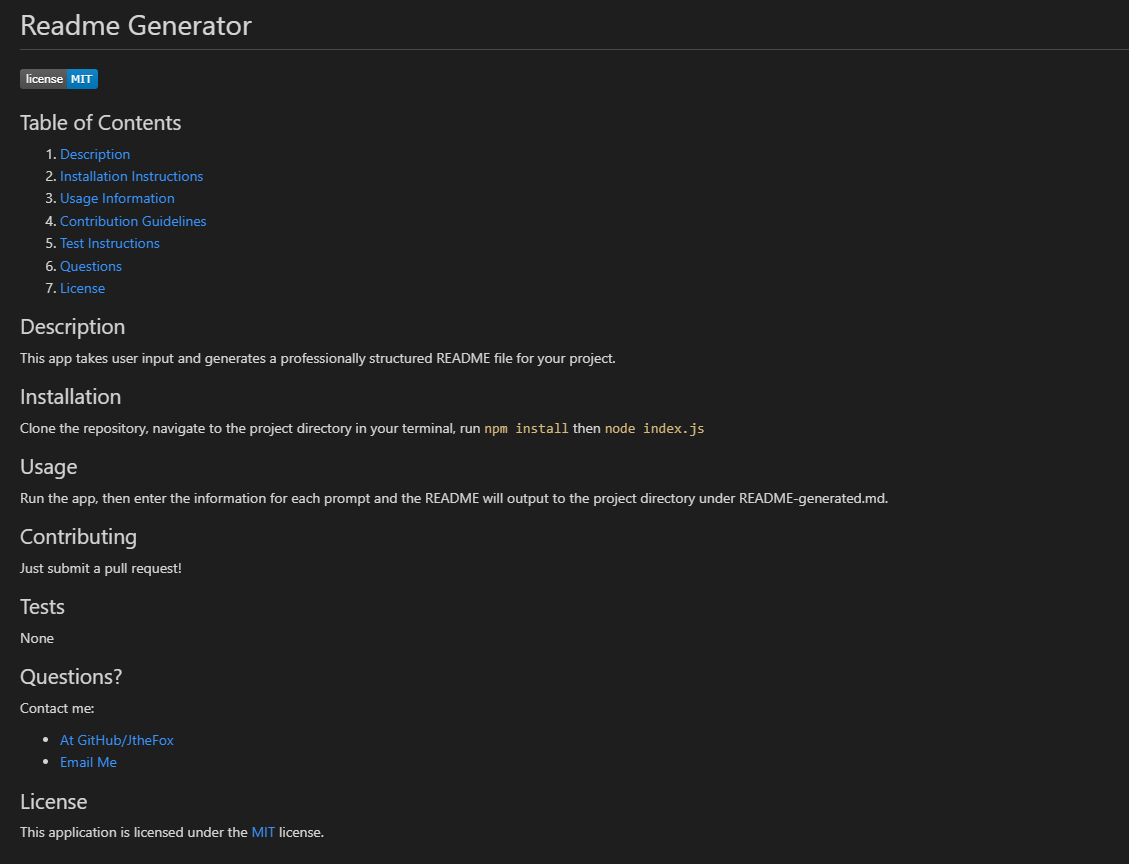 Readme Generator
license MIT
Table of Contents
1. Description
2. Installation Instructions
3. Usage Information
4. Contribution Guidelines
5. Test Instructions
6. Questions
7. License
Description
This app takes user input and generates a professionally structured README file for your project.
Installation
Clone the repository, navigate to the project directory in your terminal, run npm install then node index.js
Usage
Run the app, then enter the information for each prompt and the README will output to the project directory under README-generated.md.
Contributing
Just submit a pull request!
Tests
None
Questions?
Contact me:
• At GitHub/JtheFox
• Email Me
License
This application is licensed under the MIT license.